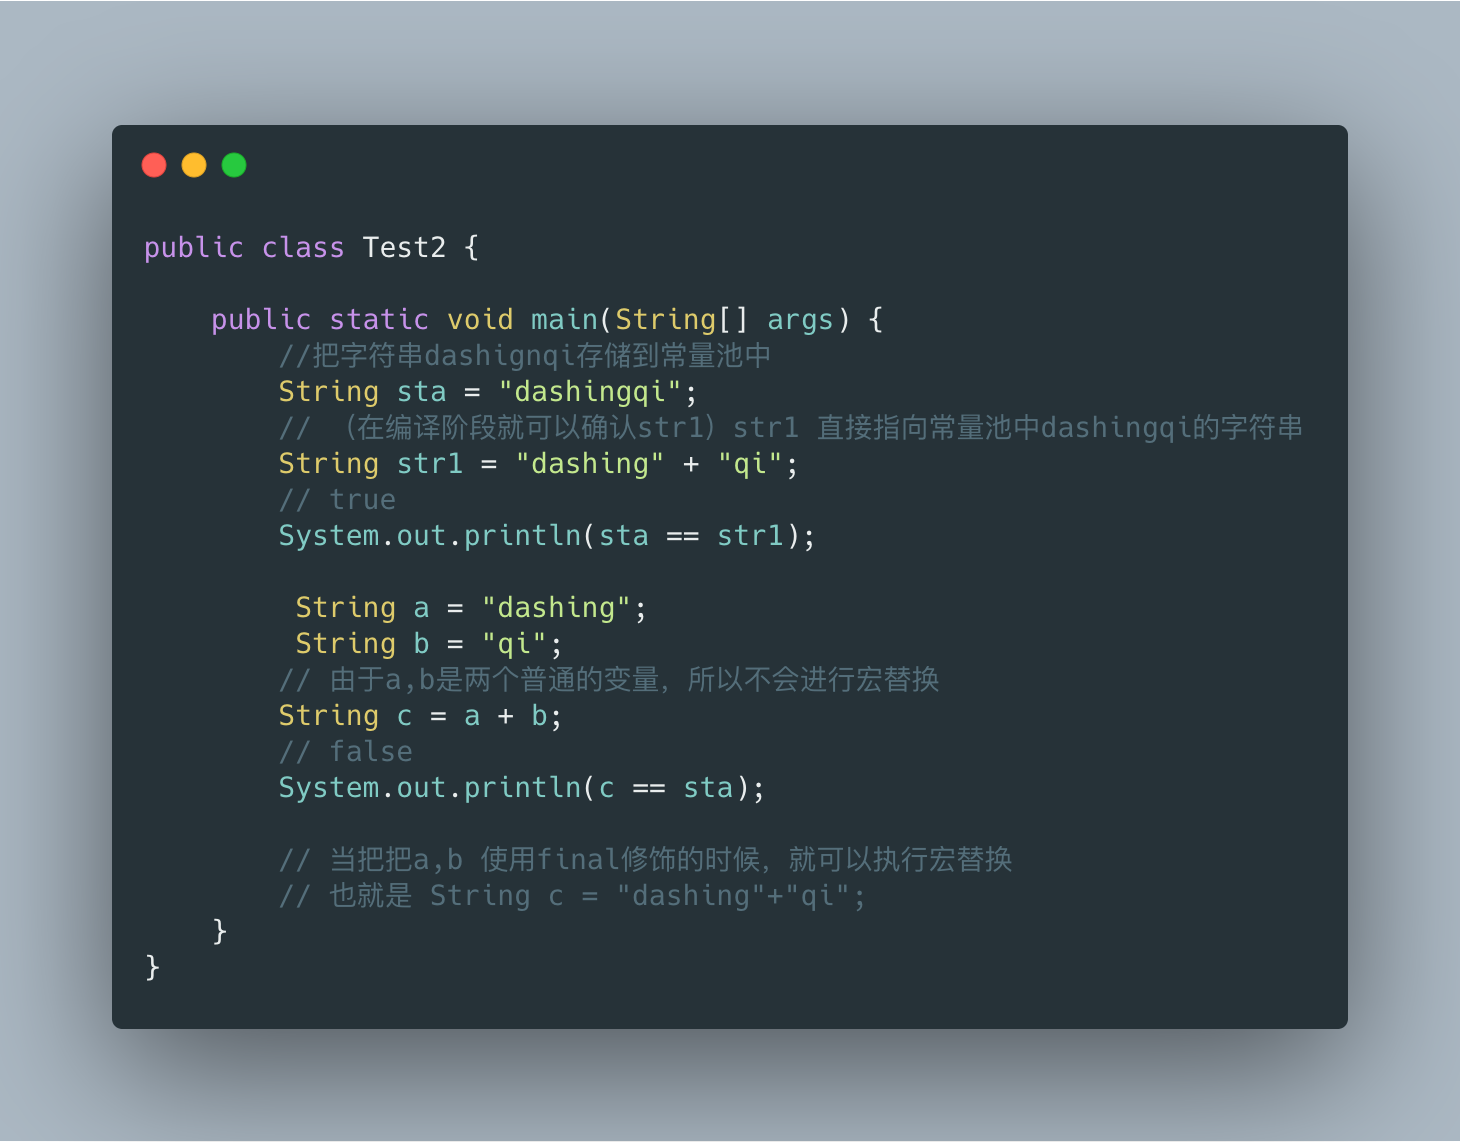 public class Test2 {
public static void main(String[] args) {
//把字符串dashignqi存储到常量池中
String sta = "dashingqi";
// （在编译阶段就可以确认str1）str1 直接指向常量池中dashingqi的字符串
String str1 = "dashing" + "qi";
// true
System.out.println(sta == str1);
String a = "dashing";
String b = "qi";
// 由于a,b是两个普通的变量，所以不会进行宏替换
String c = a + b;
// false
System.out.println(c == sta);
// 当把把a,b 使用final修饰的时候，就可以执行宏替换
// 也就是 String c = "dashing"+"qi";
}
}